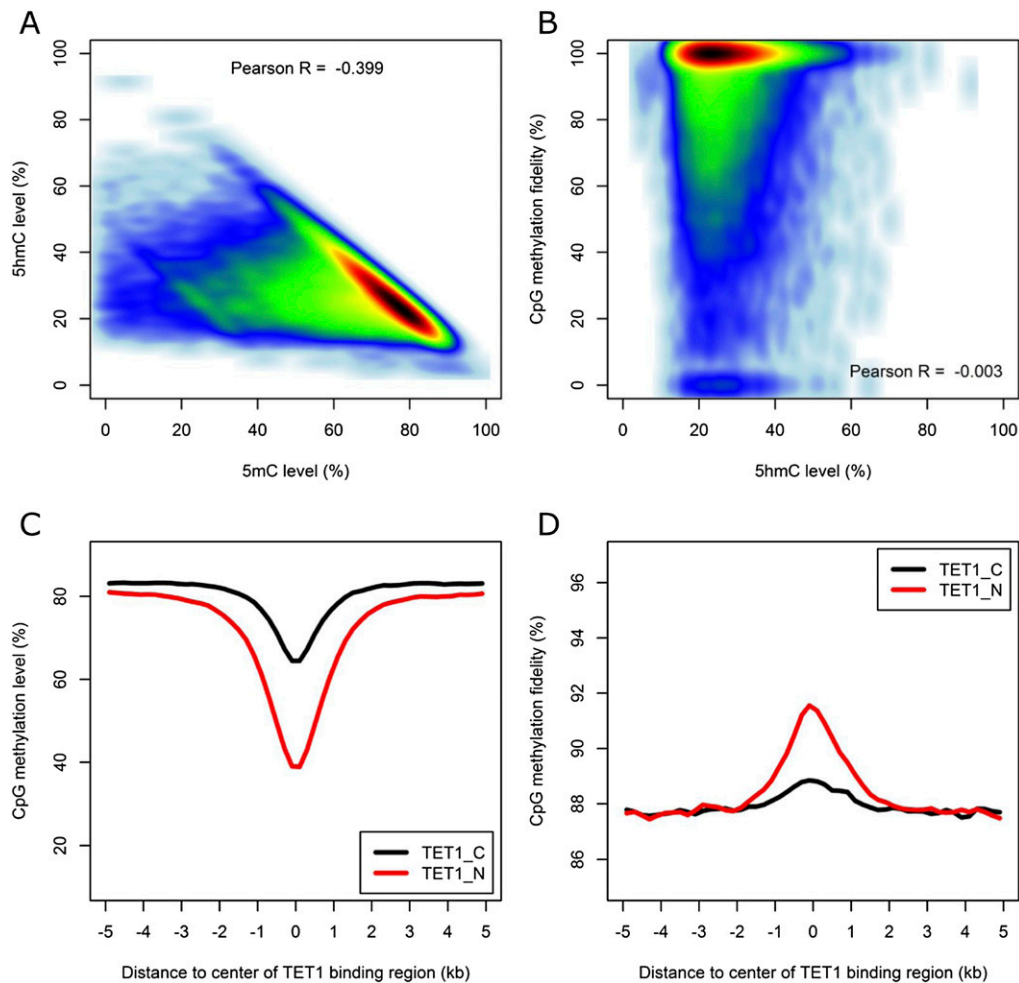 A
Pearson R = -0.399
5hmC level (%)
100
80
60
40
20
0
0 20 40 60 80 100
5mC level (%)
B
CpG methylation fidelity (%)
100
80
60
40
20
0
Pearson R = -0.003
0 20 40 60 80 100
5hmC level (%)
C
CpG methylation level (%)
80
60
40
20
TET1_C
TET1_N
-5 -4 -3 -2 -1 0 1 2 3 4 5
Distance to center of TET1 binding region (kb)
D
CpG methylation fidelity (%)
96
94
92
90
88
86
TET1_C
TET1_N
-5 -4 -3 -2 -1 0 1 2 3 4 5
Distance to center of TET1 binding region (kb)